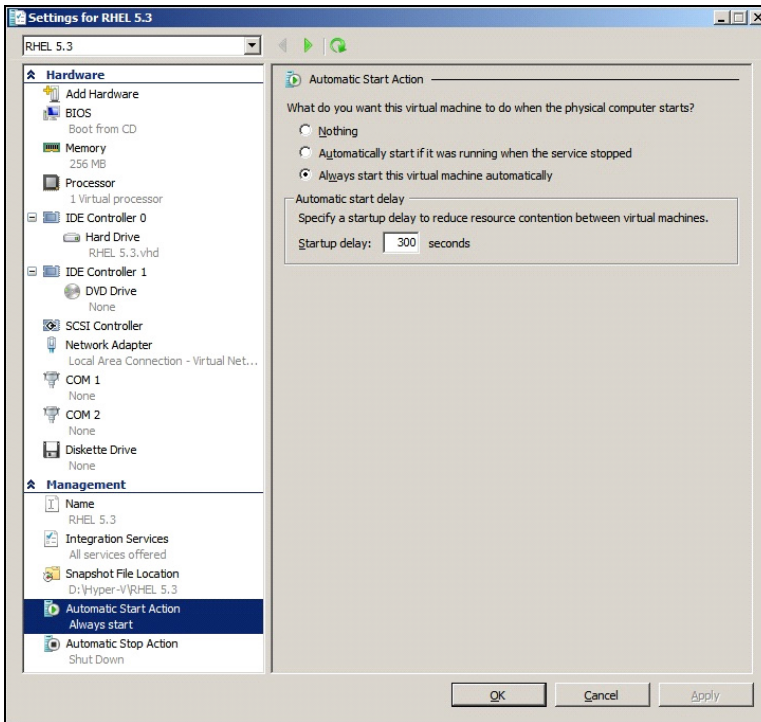 Settings for RHEL 5.3
RHEL 5.3
Hardware
Add Hardware
BIOS
Boot from CD
Memory
256 MB
Processor
1 Virtual processor
IDE Controller 0
Hard Drive
RHEL 5.3.vhd
IDE Controller 1
DVD Drive
None
SCSI Controller
Network Adapter
Local Area Connection - Virtual Net...
COM 1
None
COM 2
None
Diskette Drive
None
Management
Name
RHEL 5.3
Integration Services
All services offered
Snapshot File Location
D:\Hyper-V\RHEL 5.3
Automatic Start Action
Always start
Automatic Stop Action
Shut Down
Automatic Start Action
What do you want this virtual machine to do when the physical computer starts?
Nothing
Automatically start if it was running when the service stopped
Always start this virtual machine automatically
Automatic start delay
Specify a startup delay to reduce resource contention between virtual machines.
Startup delay: 300 seconds
OK Cancel Apply